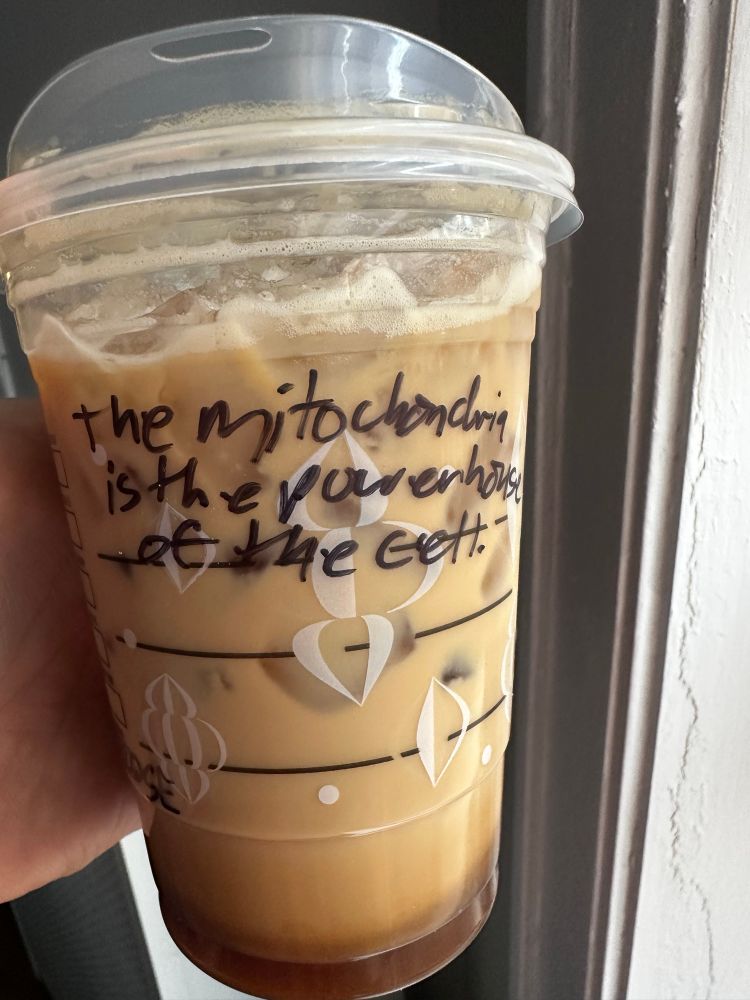 the mitochondria
is the powerhouse
of the cell.